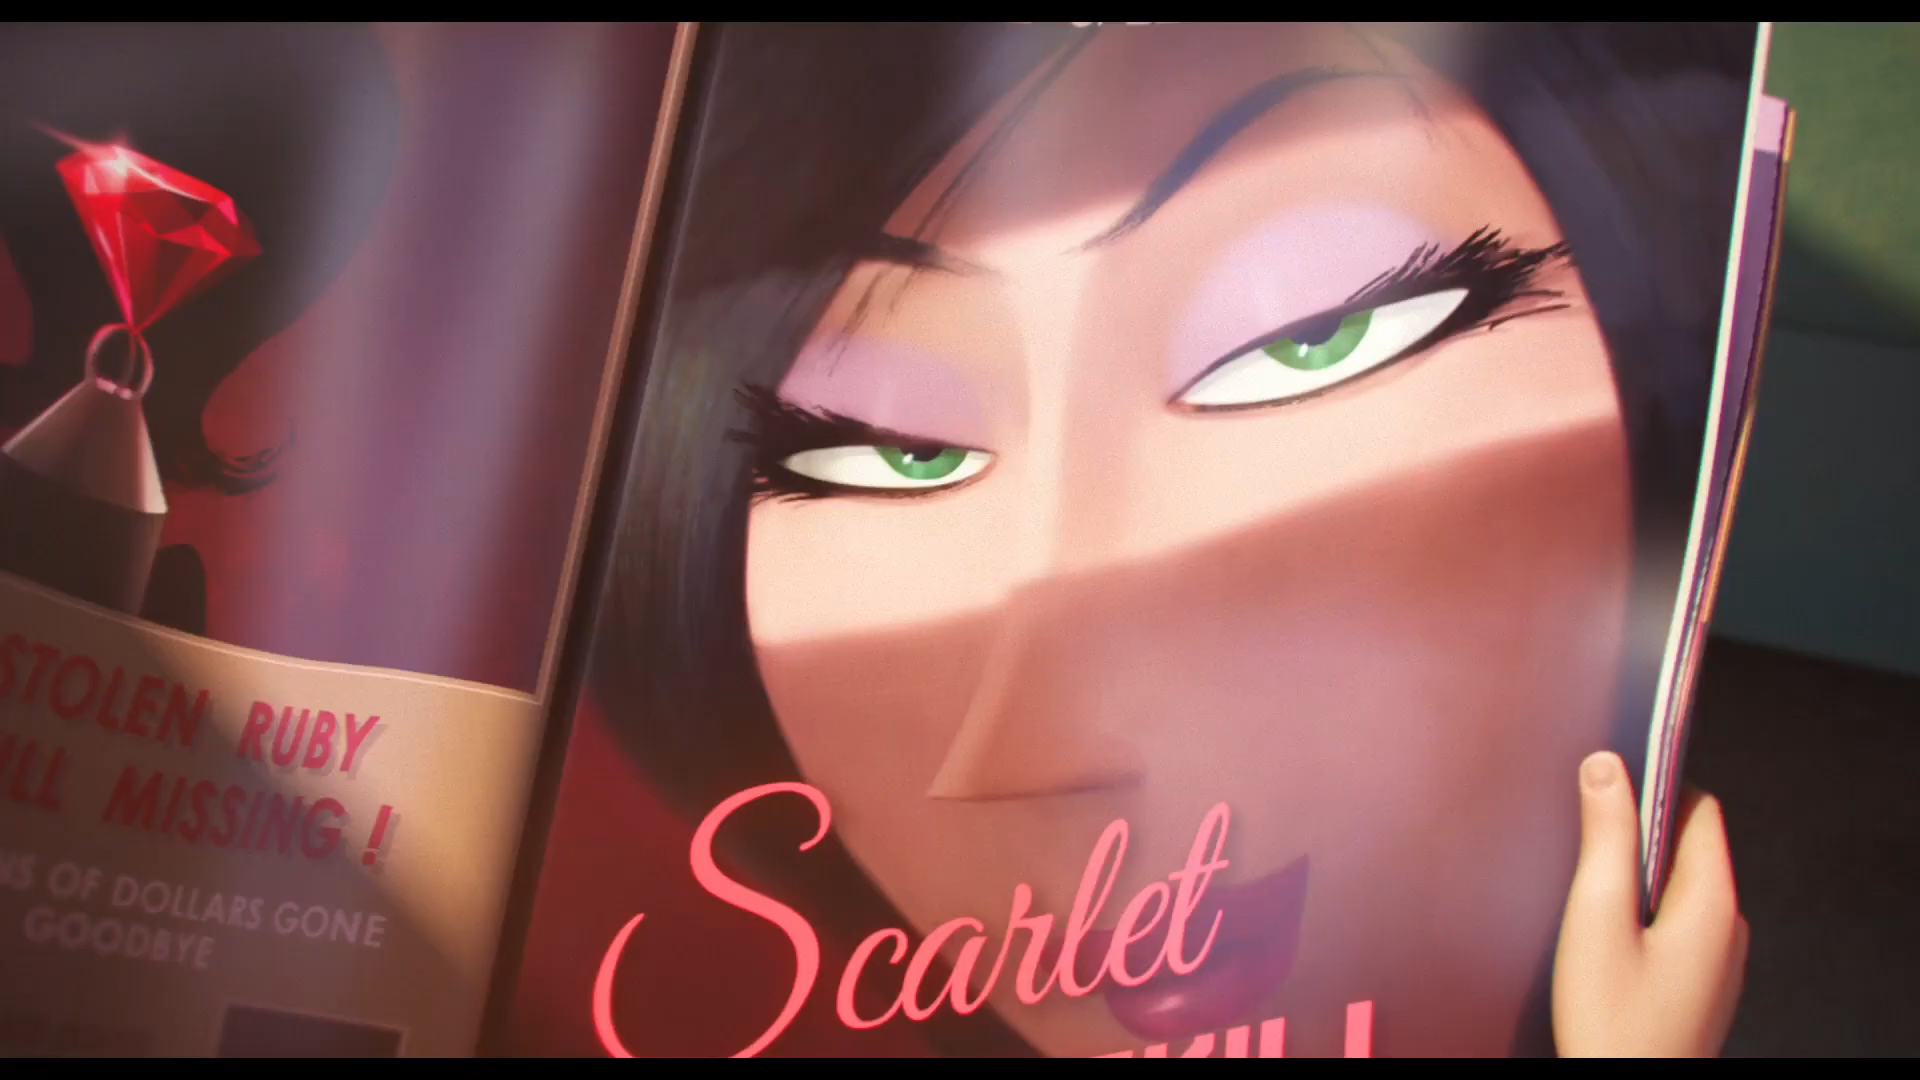 STOLEN RUBY
MISSING!
OF DOLLARS GONE
GOODBYE
Scarlet